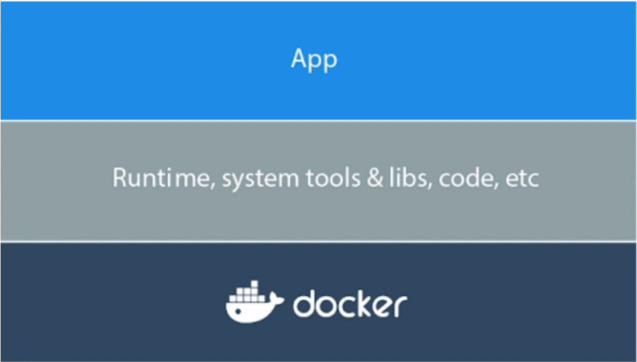 App
Runtime, system tools & libs, code, etc
docker